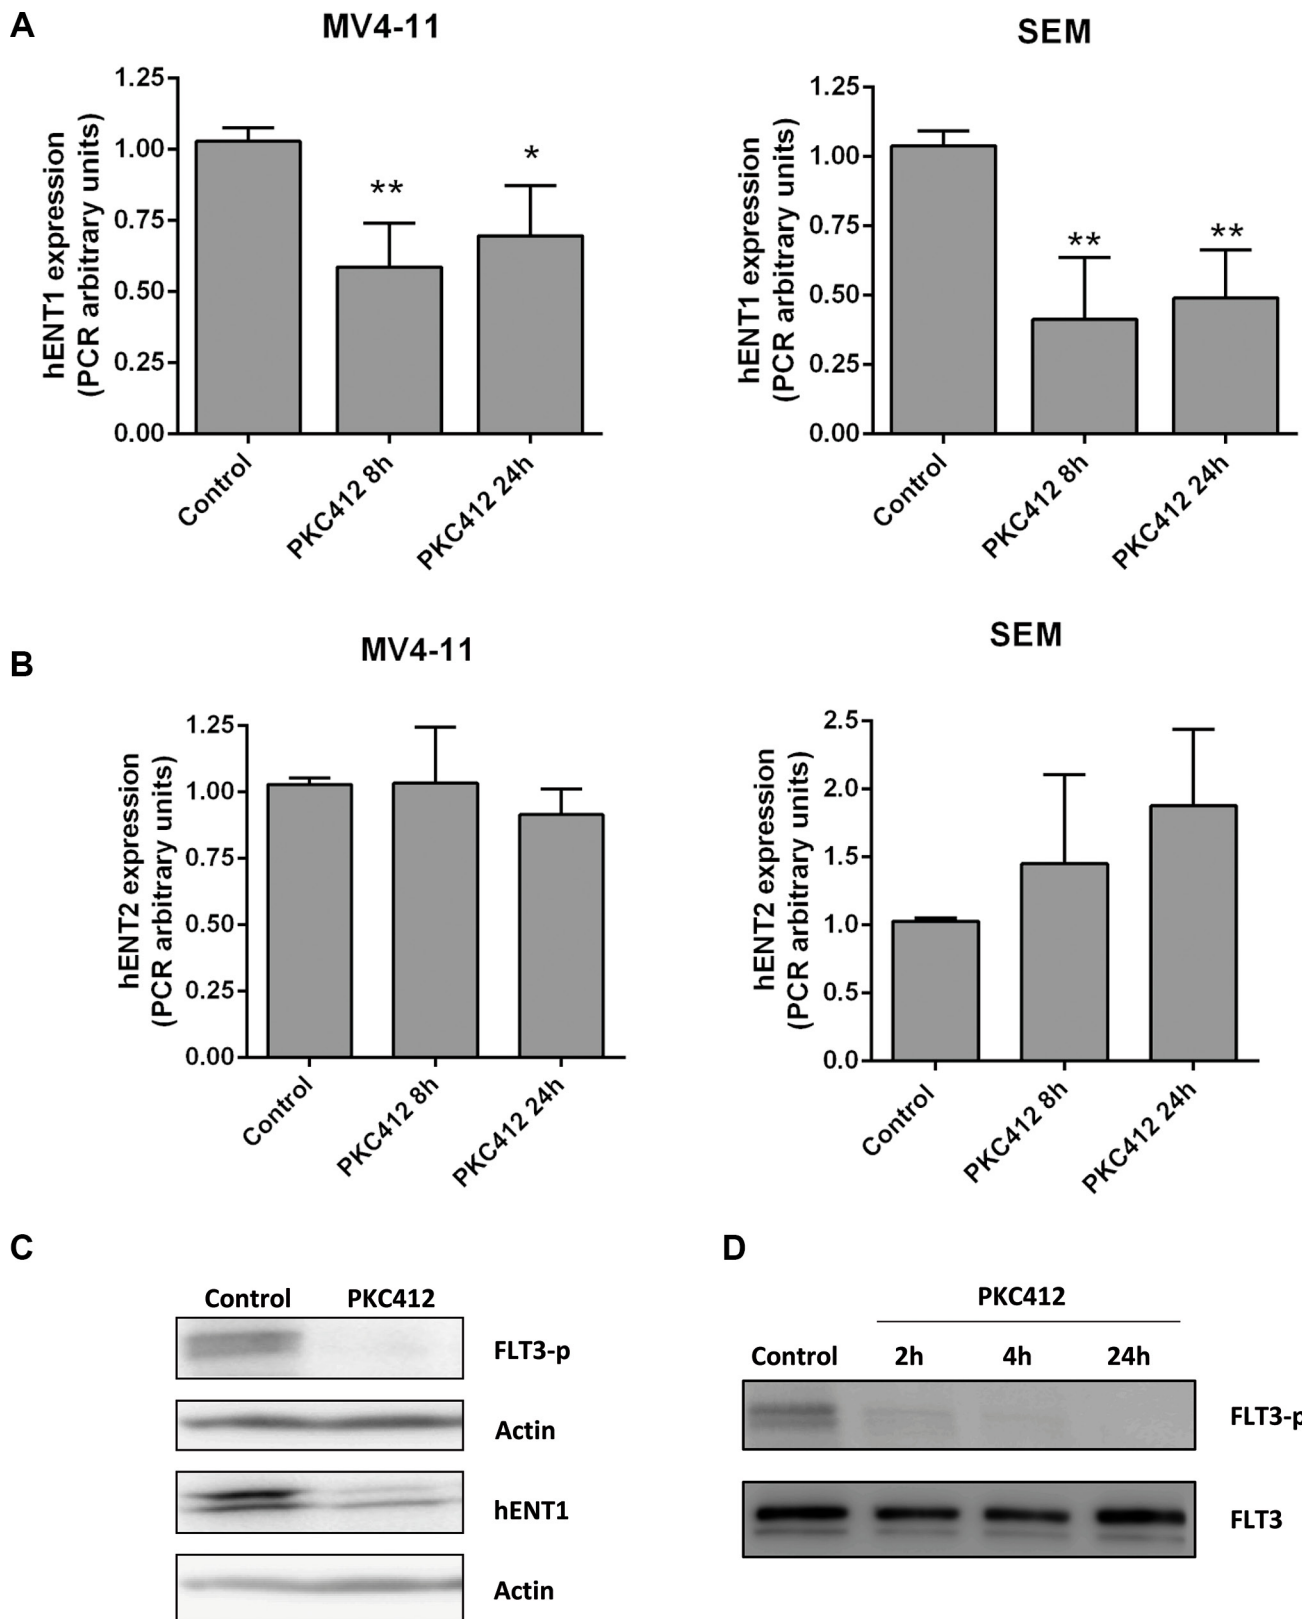 A
MV4-11
SEM
hENT1 expression
(PCR arbitrary units)
1.25
1.00
0.75
0.50
0.25
0.00
**
*
Control
PKC412 8h
PKC412 24h
hENT1 expression
(PCR arbitrary units)
1.25
1.00
0.75
0.50
0.25
0.00
**
**
Control
PKC412 8h
PKC412 24h
B
MV4-11
SEM
hENT2 expression
(PCR arbitrary units)
1.25
1.00
0.75
0.50
0.25
0.00
Control
PKC412 8h
PKC412 24h
hENT2 expression
(PCR arbitrary units)
2.5
2.0
1.5
1.0
0.5
0.0
Control
PKC412 8h
PKC412 24h
C
Control PKC412
FLT3-p
Actin
hENT1
Actin
D
PKC412
Control 2h 4h 24h
FLT3-p
FLT3